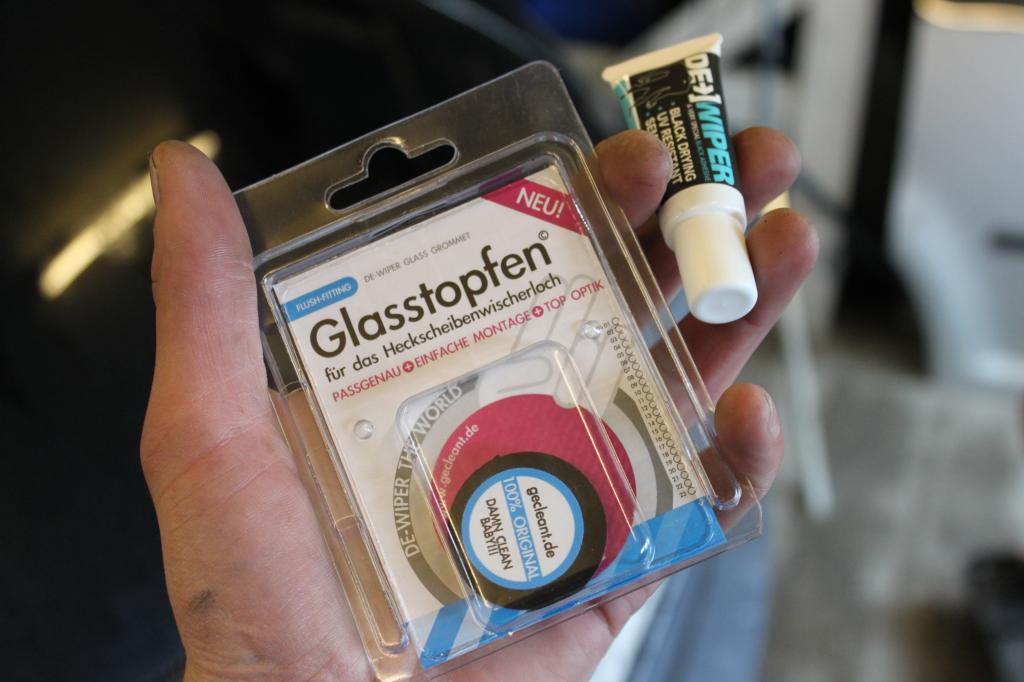 NEU!
FLUSH-FITTING
DE-WIPER GLASS GROMMET
Glasstopfen©
für das Heckscheibenwischerloch
PASSGENAU + EINFACHE MONTAGE + TOP OPTIK
DE-WIPER THE WORLD
www.gecleant.de
gecleant.de
100% ORIGINAL
DAMN CLEAN
BABY!!!
DE WIPER
BLACK DRYING
UV RESISTANT